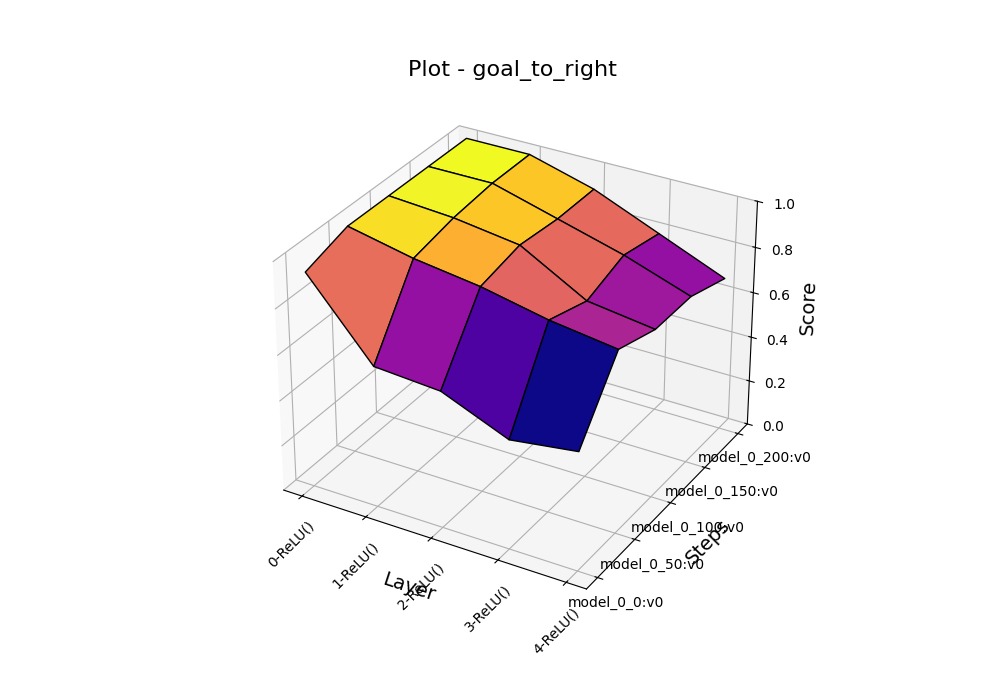 Plot - goal_to_right
1.0
0.8
0.6
0.4
0.2
0.0
Score
model_0_200:v0
model_0_150:v0
model_0_100:v0
model_0_50:v0
model_0_0:v0
Steps
0-ReLU()
1-ReLU()
2-ReLU()
3-ReLU()
4-ReLU()
Layer